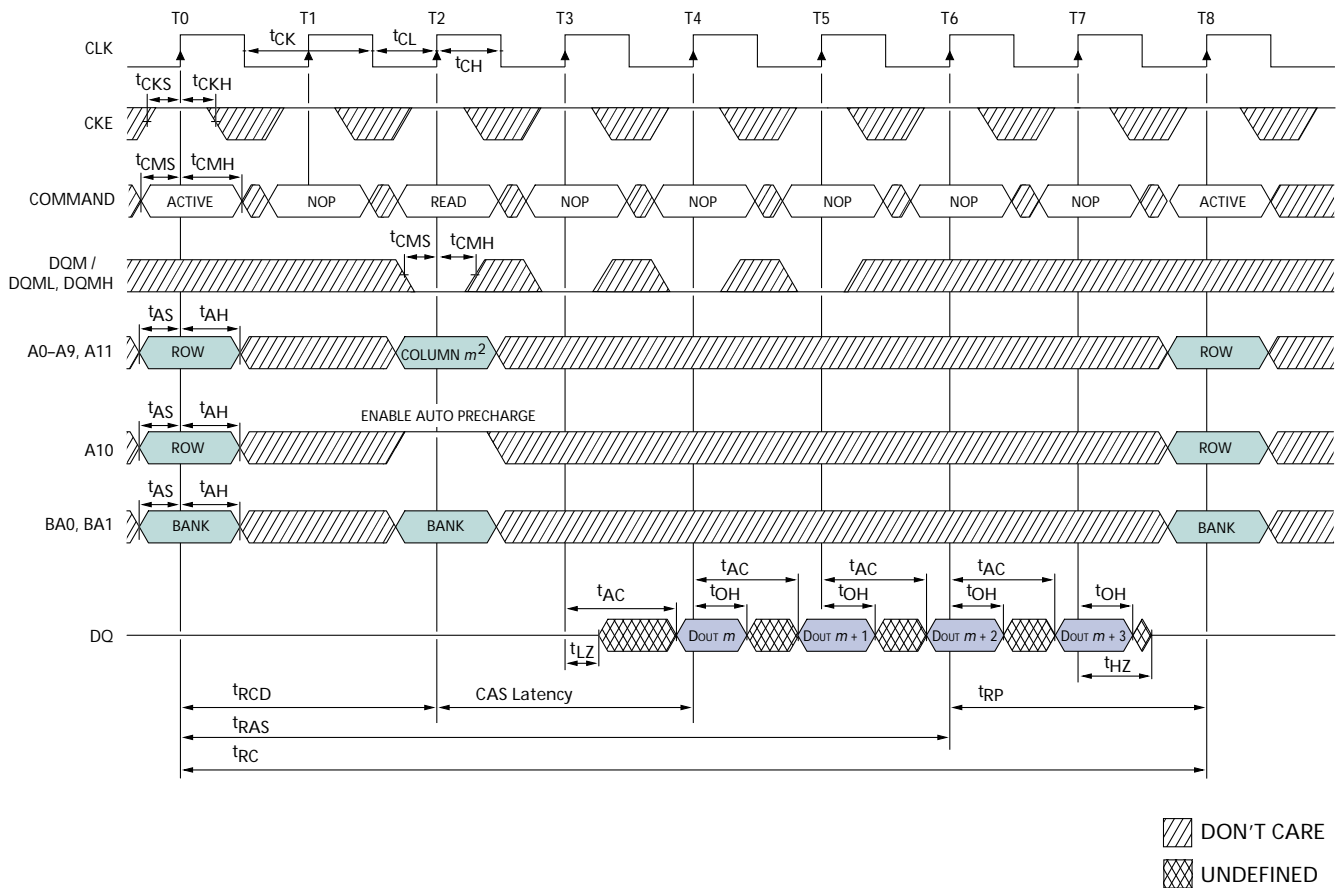 T0 T1 T2 T3 T4 T5 T6 T7 T8
CLK
tCK tCL
tCH
tCKS tCKH
CKE
tCMS tCMH
COMMAND ACTIVE NOP READ NOP NOP NOP NOP NOP ACTIVE
tCMS tCMH
DQM /
DQML, DQMH
tAS tAH
A0–A9, A11 ROW COLUMN m2 ROW
tAS tAH
ENABLE AUTO PRECHARGE
A10 ROW ROW
tAS tAH
BA0, BA1 BANK BANK BANK
tAC tAC tAC tAC
tOH tOH tOH tOH
DQ DOUT m DOUT m + 1 DOUT m + 2 DOUT m + 3
tLZ tHZ
tRCD CAS Latency tRP
tRAS
tRC
DON'T CARE
UNDEFINED